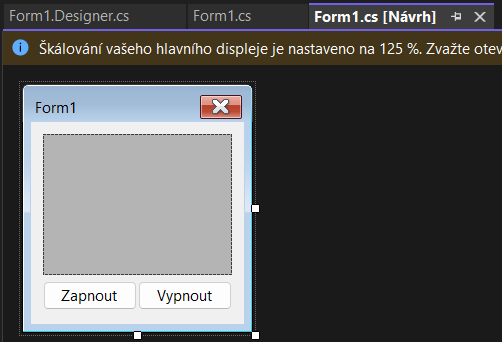 Form1.Designer.cs Form1.cs Form1.cs [Návrh]
Škálování vašeho hlavního displeje je nastaveno na 125 %. Zvažte otev
Form1
Zapnout Vypnout